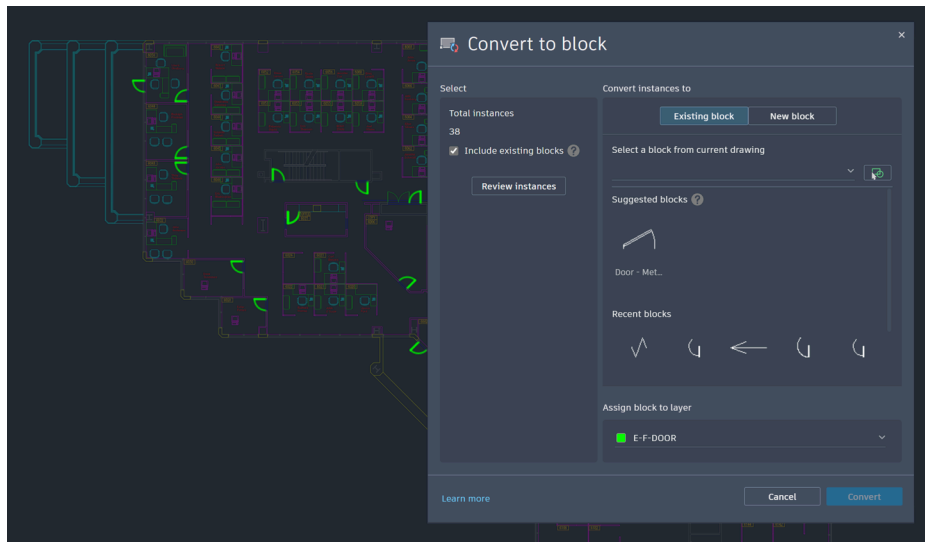 Convert to block
×
Select
Total instances
38
Include existing blocks ?
Review instances
Convert instances to
Existing block
New block
Select a block from current drawing
Suggested blocks ?
Door - Met...
Recent blocks
Assign block to layer
E-F-DOOR
Learn more
Cancel
Convert